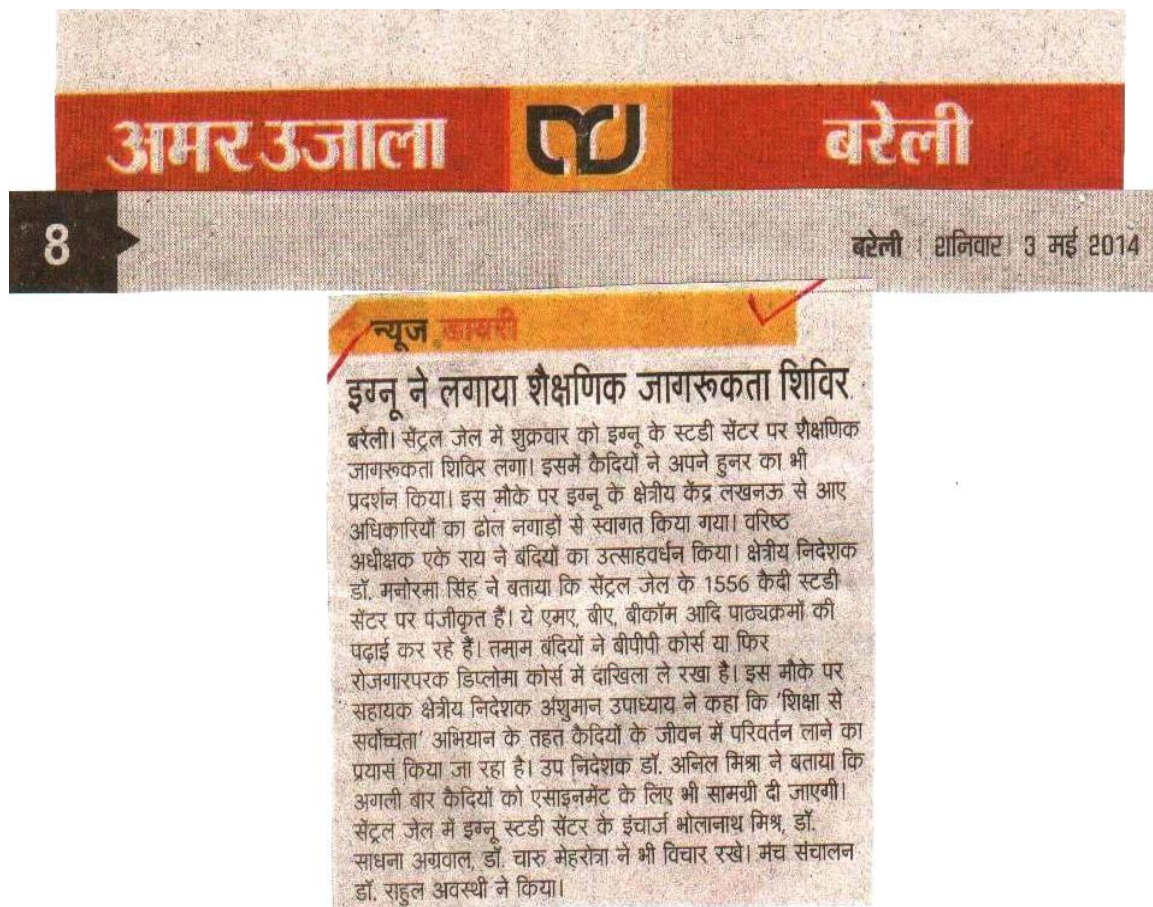 अमर उजाला
बरेली
8
बरेली । शनिवार । 3 मई 2014
न्यूज डायरी
इग्नू ने लगाया शैक्षणिक जागरूकता शिविर
बरेली। सेंट्रल जेल में शुक्रवार को इग्नू के स्टडी सेंटर पर शैक्षणिक
जागरूकता शिविर लगा। इसमें कैदियों ने अपने हुनर का भी
प्रदर्शन किया। इस मौके पर इग्नू के क्षेत्रीय केंद्र लखनऊ से आए
अधिकारियों का ढोल नगाड़ों से स्वागत किया गया। वरिष्ठ
अधीक्षक एके राय ने बंदियों का उत्साहवर्धन किया। क्षेत्रीय निदेशक
डॉ. मनोरमा सिंह ने बताया कि सेंट्रल जेल के 1556 कैदी स्टडी
सेंटर पर पंजीकृत हैं। ये एमए, बीए, बीकॉम आदि पाठ्यक्रमों की
पढ़ाई कर रहे हैं। तमाम बंदियों ने बीपीपी कोर्स या फिर
रोजगारपरक डिप्लोमा कोर्स में दाखिला ले रखा है। इस मौके पर
सहायक क्षेत्रीय निदेशक अंशुमान उपाध्याय ने कहा कि 'शिक्षा से
सर्वोच्चता' अभियान के तहत कैदियों के जीवन में परिवर्तन लाने का
प्रयास किया जा रहा है। उप निदेशक डॉ. अनिल मिश्रा ने बताया कि
अगली बार कैदियों को एसाइनमेंट के लिए भी सामग्री दी जाएगी।
सेंट्रल जेल में इग्नू स्टडी सेंटर के इंचार्ज भोलानाथ मिश्र, डॉ.
साधना अग्रवाल, डॉ. चारु मेहरोत्रा ने भी विचार रखे। मंच संचालन
डॉ. राहुल अवस्थी ने किया।